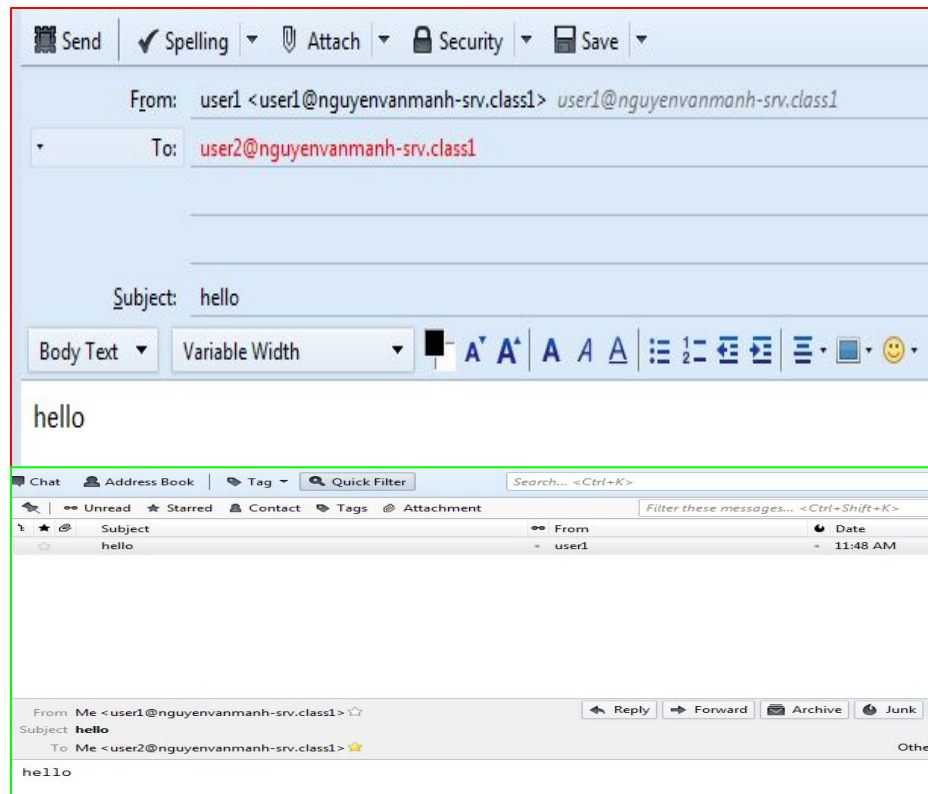 Send Spelling Attach Security Save
From: user1 <user1@nguyenvanmanh-srv.class1> user1@nguyenvanmanh-srv.class1
To: user2@nguyenvanmanh-srv.class1
Subject: hello
Body Text Variable Width
hello
Chat Address Book Tag Quick Filter Search... <Ctrl+K>
Unread Starred Contact Tags Attachment Filter these messages... <Ctrl+Shift+K>
Subject From Date
hello user1 11:48 AM
From Me <user1@nguyenvanmanh-srv.class1> Reply Forward Archive Junk
Subject hello
To Me <user2@nguyenvanmanh-srv.class1> Othe
hello